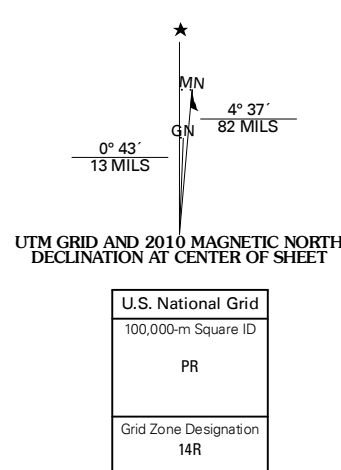 ★
MN
4° 37´
82 MILS
GN
0° 43´
13 MILS
UTM GRID AND 2010 MAGNETIC NORTH
DECLINATION AT CENTER OF SHEET
U.S. National Grid
100,000-m Square ID
PR
Grid Zone Designation
14R